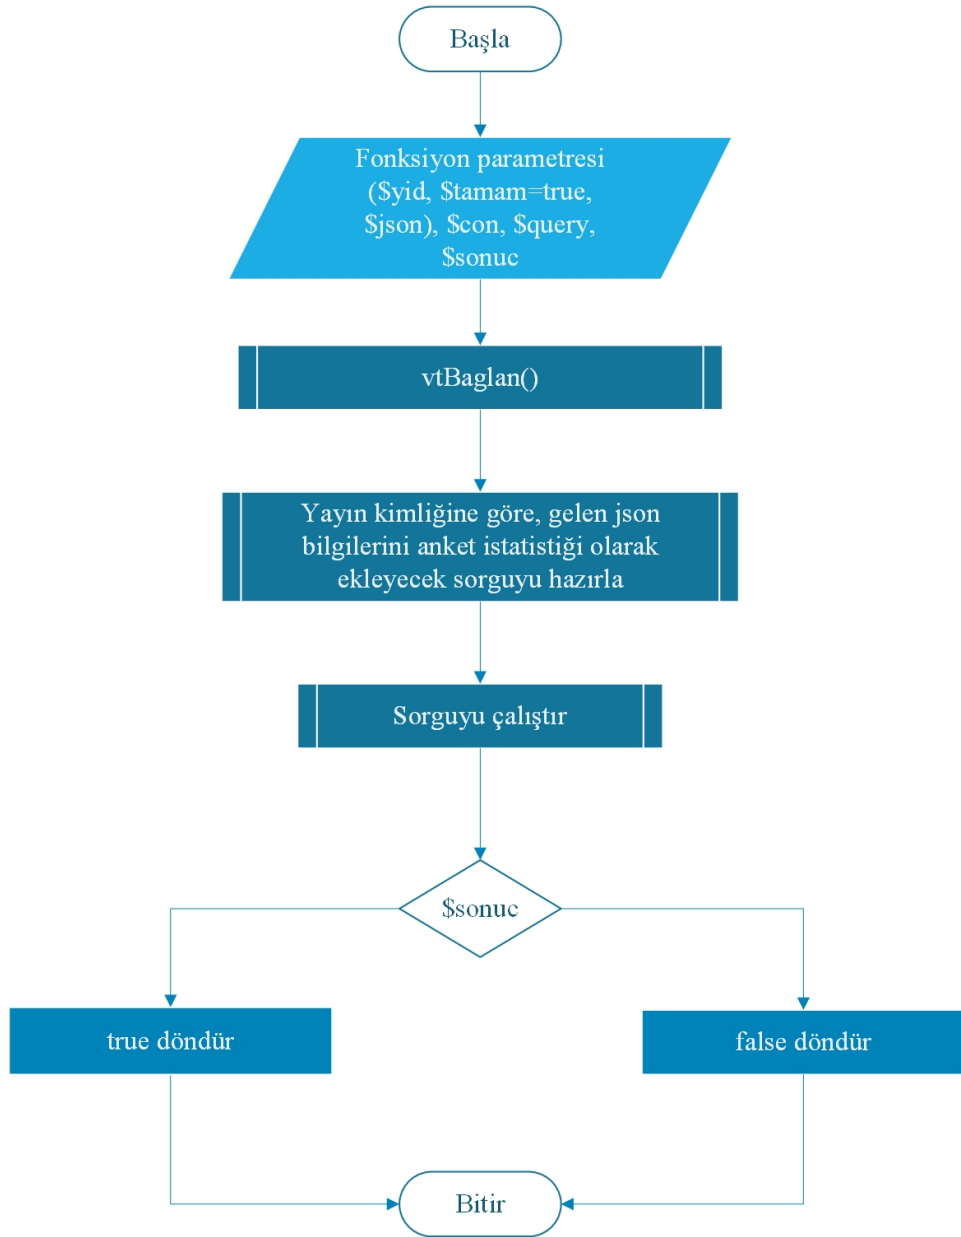 Başla
Fonksiyon parametresi
($yid, $tamam=true,
$json), $con, $query,
$sonuc
vtBaglan()
Yayın kimliğine göre, gelen json
bilgilerini anket istatistiği olarak
ekleyecek sorguyu hazırla
Sorguyu çalıştır
$sonuc
true döndür
false döndür
Bitir